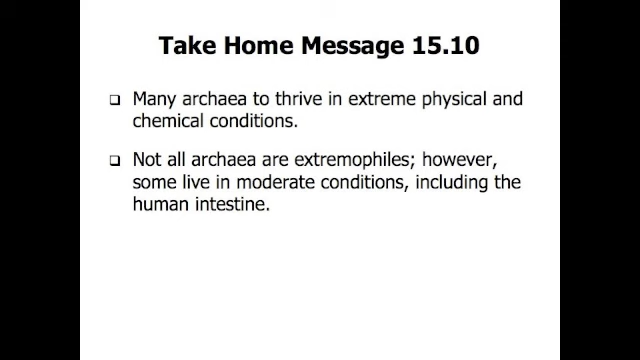 Take Home Message 15.10
❑ Many archaea to thrive in extreme physical and
chemical conditions.
❑ Not all archaea are extremophiles; however,
some live in moderate conditions, including the
human intestine.